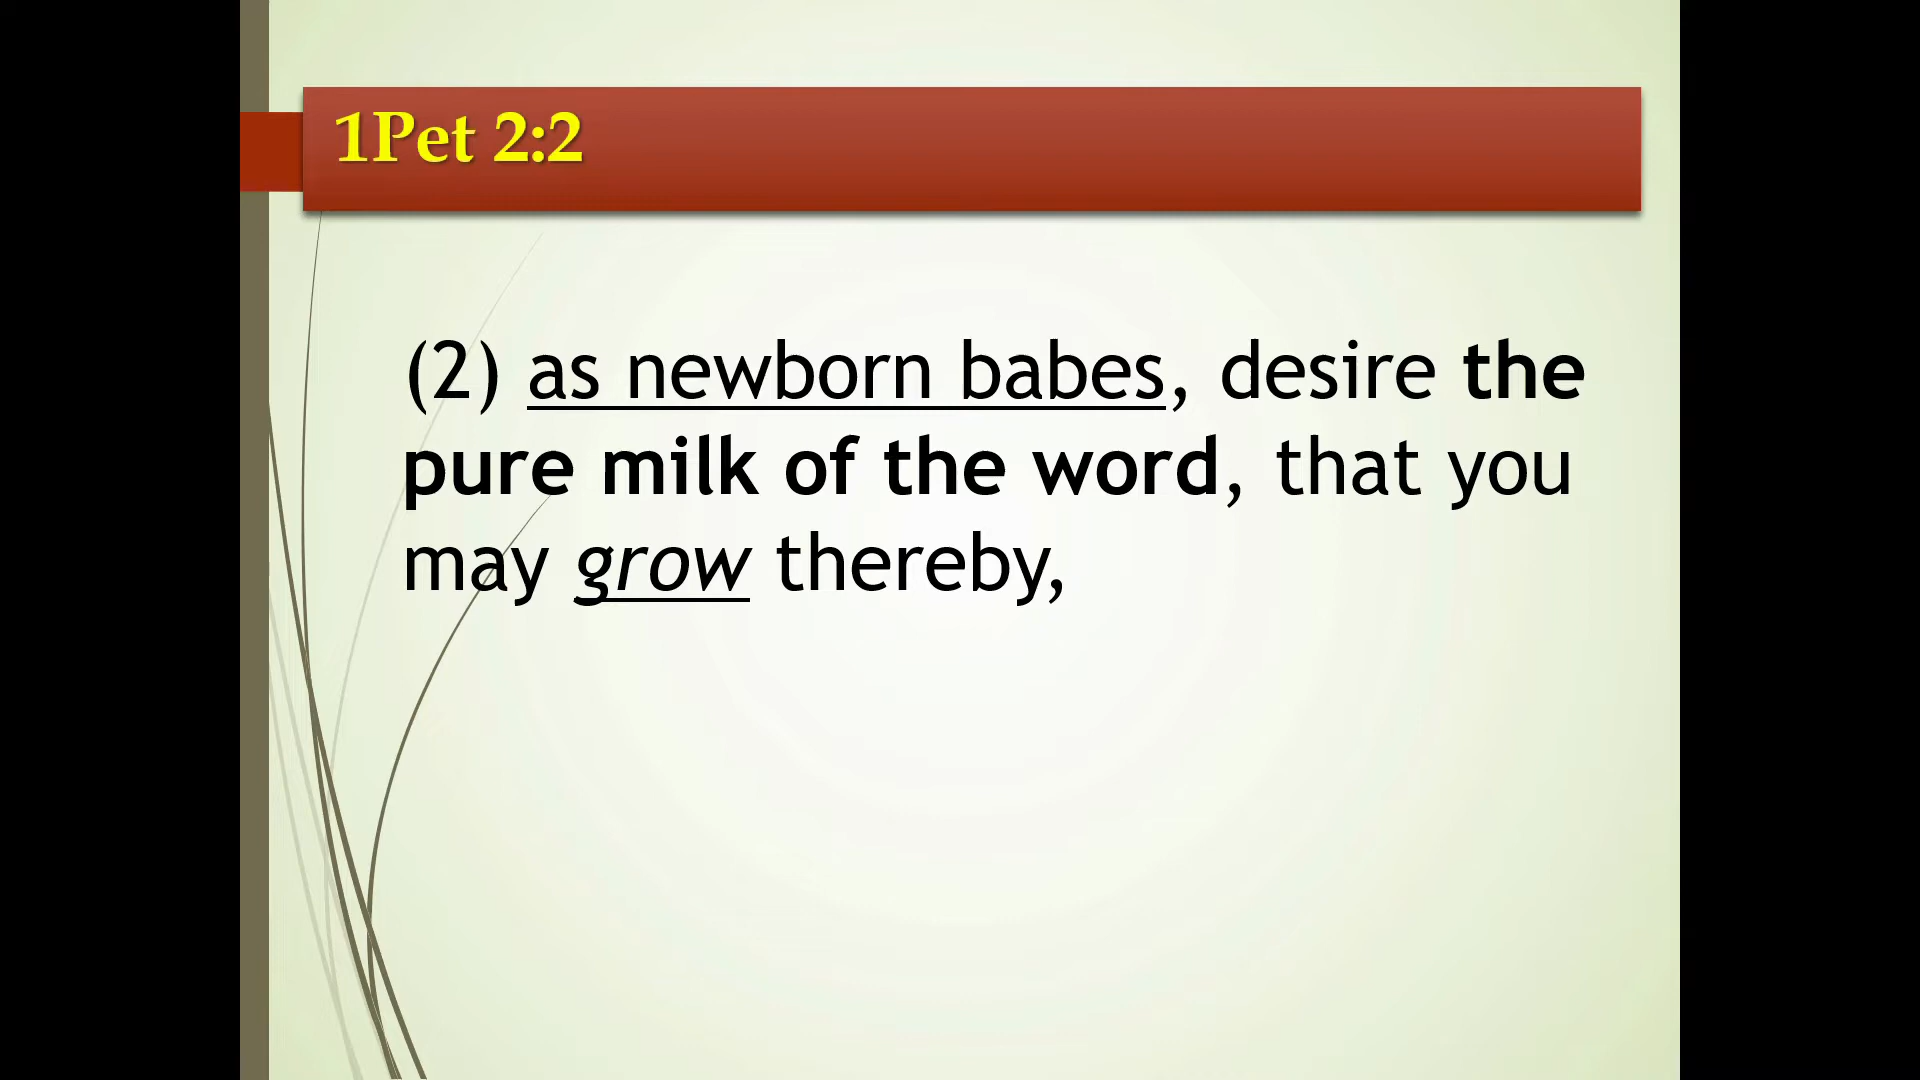 1Pet 2:2
(2) as newborn babes, desire the
pure milk of the word, that you
may grow thereby,